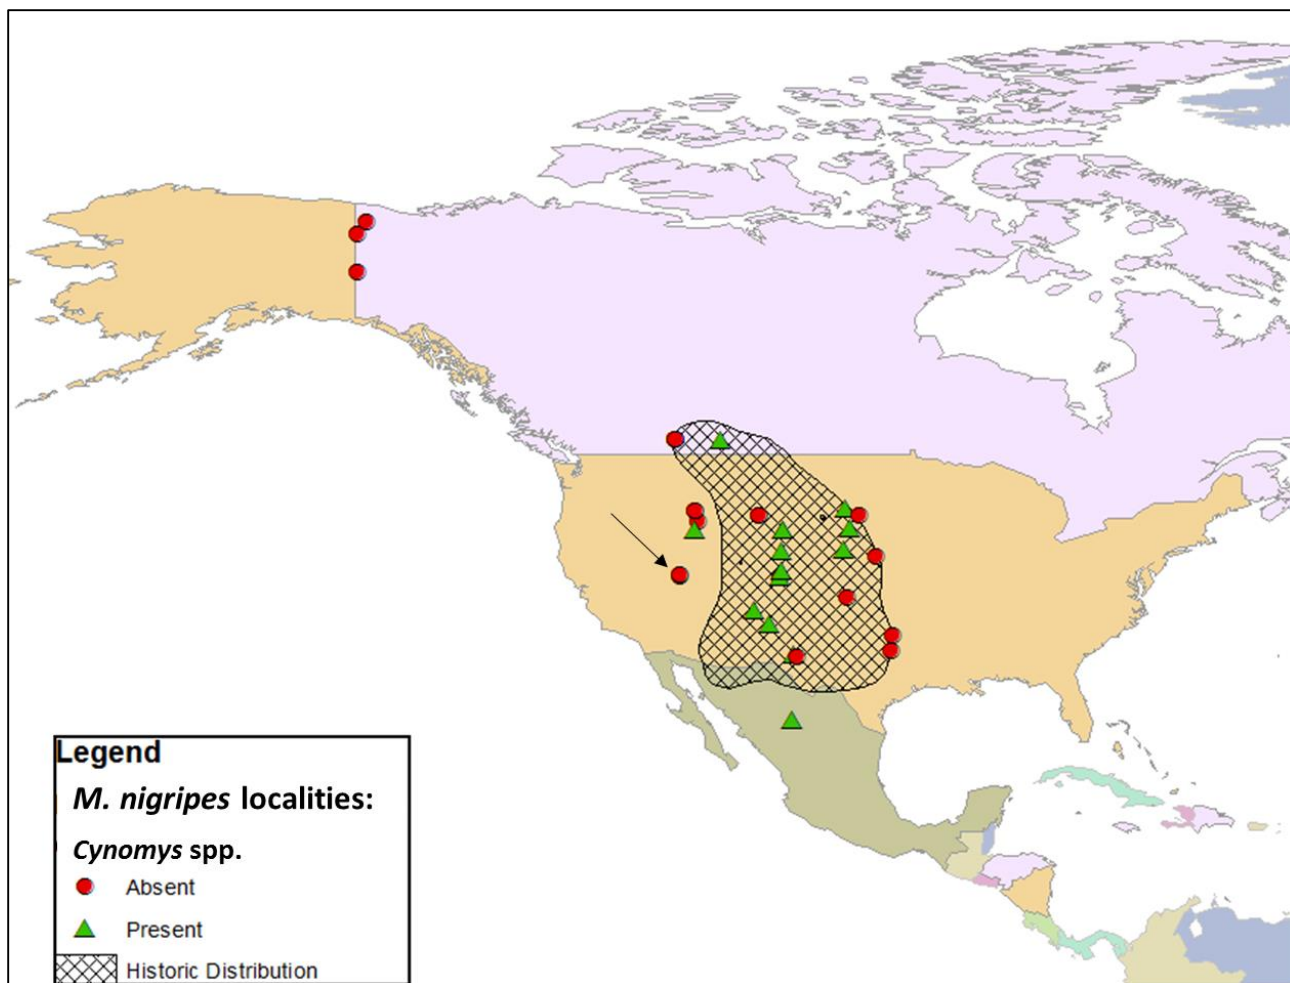 Legend
M. nigripes localities:
Cynomys spp.
Absent
Present
Historic Distribution